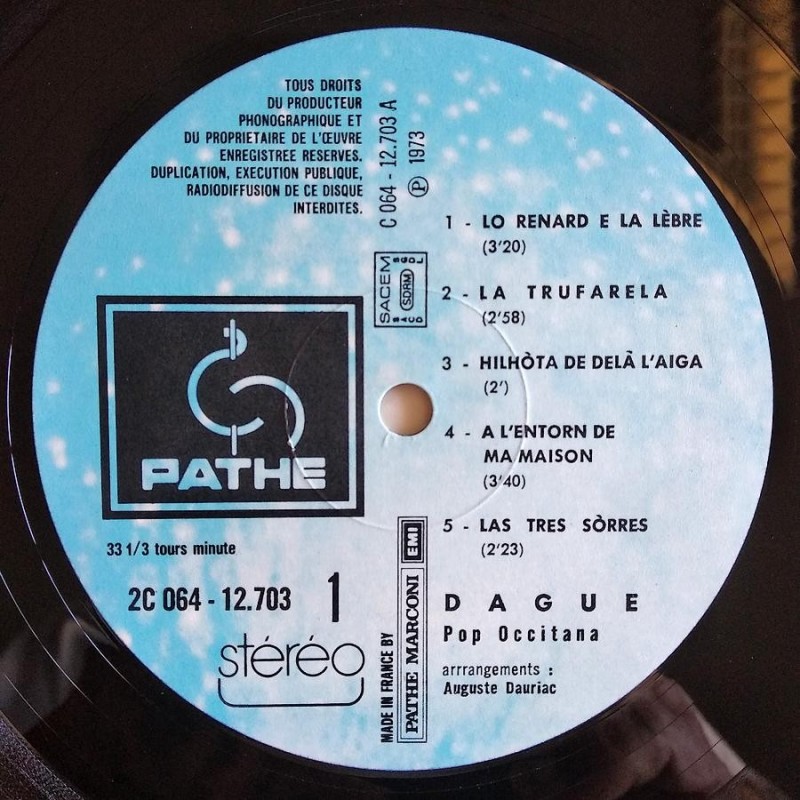 TOUS DROITS
DU PRODUCTEUR
PHONOGRAPHIQUE ET
DU PROPRIETAIRE DE L'ŒUVRE
ENREGISTREE RESERVES.
DUPLICATION, EXECUTION PUBLIQUE,
RADIODIFFUSION DE CE DISQUE
INTERDITES.
C 064 - 12.703 A
Ⓟ 1973
SACEM
SDRM
SACD
SGDL
PATHE
33 1/3 tours minute
2C 064 - 12.703 1
stéréo
MADE IN FRANCE BY
PATHE MARCONI EMI
1 - LO RENARD E LA LÈBRE
(3'20)
2 - LA TRUFARELA
(2'58)
3 - HILHÒTA DE DELÀ L'AIGA
(2')
4 - A L'ENTORN DE
MA MAISON
(3'40)
5 - LAS TRES SÒRRES
(2'23)
DAGUE
Pop Occitana
arrrangements :
Auguste Dauriac